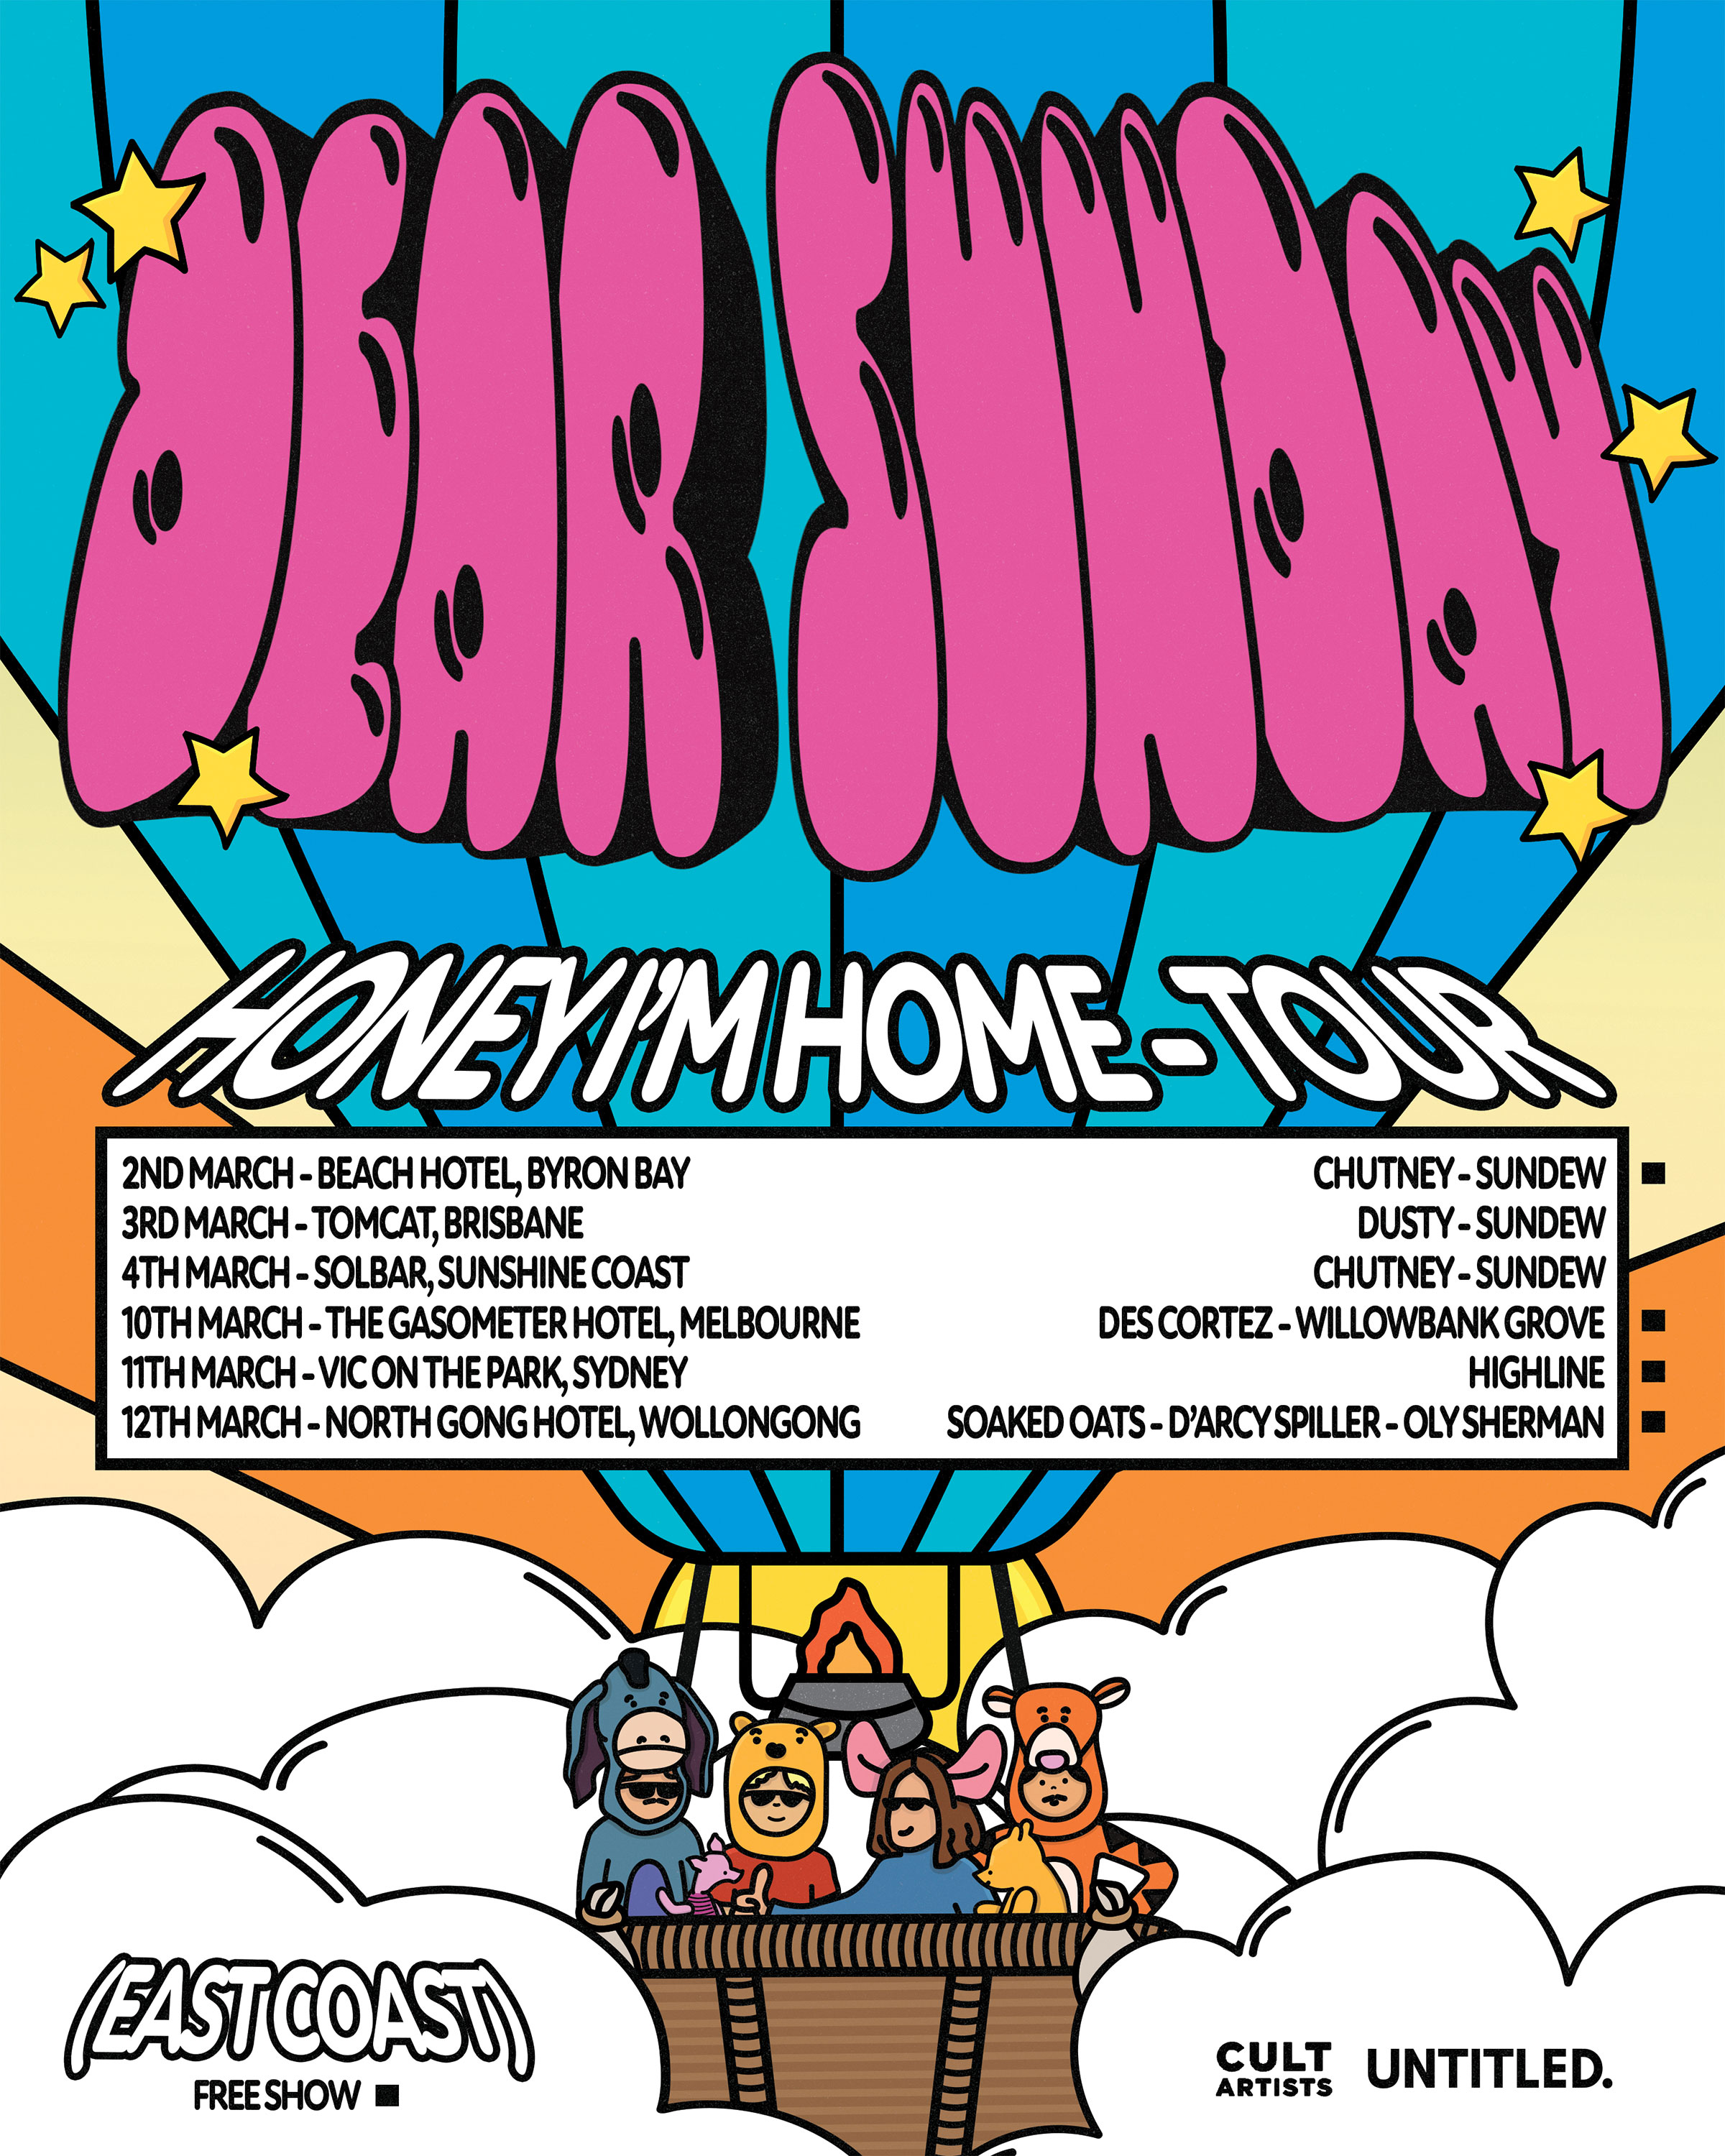 DEAR SUNDAY
HONEY I'M HOME - TOUR
2ND MARCH - BEACH HOTEL, BYRON BAY CHUTNEY - SUNDEW ■
3RD MARCH - TOMCAT, BRISBANE DUSTY - SUNDEW
4TH MARCH - SOLBAR, SUNSHINE COAST CHUTNEY - SUNDEW
10TH MARCH - THE GASOMETER HOTEL, MELBOURNE DES CORTEZ - WILLOWBANK GROVE ■
11TH MARCH - VIC ON THE PARK, SYDNEY HIGHLINE ■
12TH MARCH - NORTH GONG HOTEL, WOLLONGONG SOAKED OATS - D'ARCY SPILLER - OLY SHERMAN ■
(EAST COAST)
FREE SHOW ■
CULT
ARTISTS
UNTITLED.